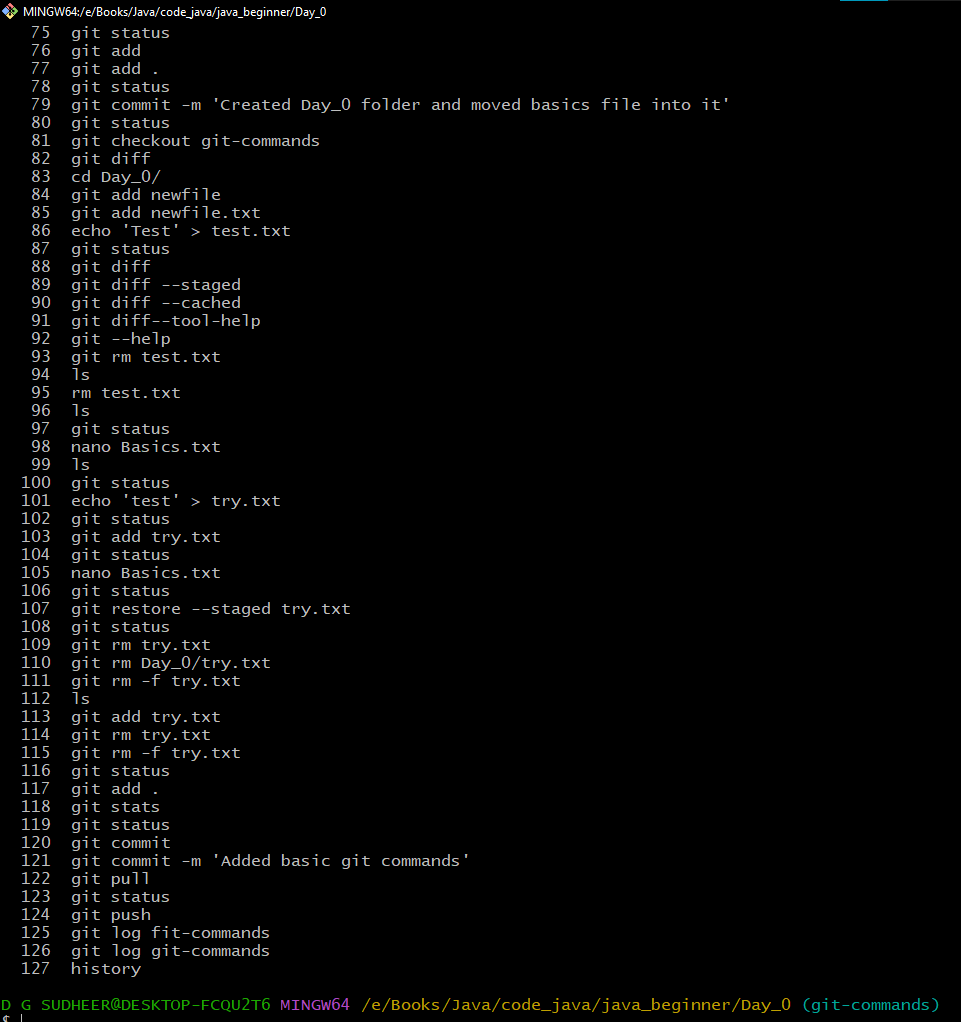 MINGW64:/e/Books/Java/code_java/java_beginner/Day_0
75 git status
76 git add
77 git add .
78 git status
79 git commit -m 'Created Day_0 folder and moved basics file into it'
80 git status
81 git checkout git-commands
82 git diff
83 cd Day_0/
84 git add newfile
85 git add newfile.txt
86 echo 'Test' > test.txt
87 git status
88 git diff
89 git diff --staged
90 git diff --cached
91 git diff--tool-help
92 git --help
93 git rm test.txt
94 ls
95 rm test.txt
96 ls
97 git status
98 nano Basics.txt
99 ls
100 git status
101 echo 'test' > try.txt
102 git status
103 git add try.txt
104 git status
105 nano Basics.txt
106 git status
107 git restore --staged try.txt
108 git status
109 git rm try.txt
110 git rm Day_0/try.txt
111 git rm -f try.txt
112 ls
113 git add try.txt
114 git rm try.txt
115 git rm -f try.txt
116 git status
117 git add .
118 git stats
119 git status
120 git commit
121 git commit -m 'Added basic git commands'
122 git pull
123 git status
124 git push
125 git log fit-commands
126 git log git-commands
127 history
D G SUDHEER@DESKTOP-FCQU2T6 MINGW64 /e/Books/Java/code_java/java_beginner/Day_0 (git-commands)
$